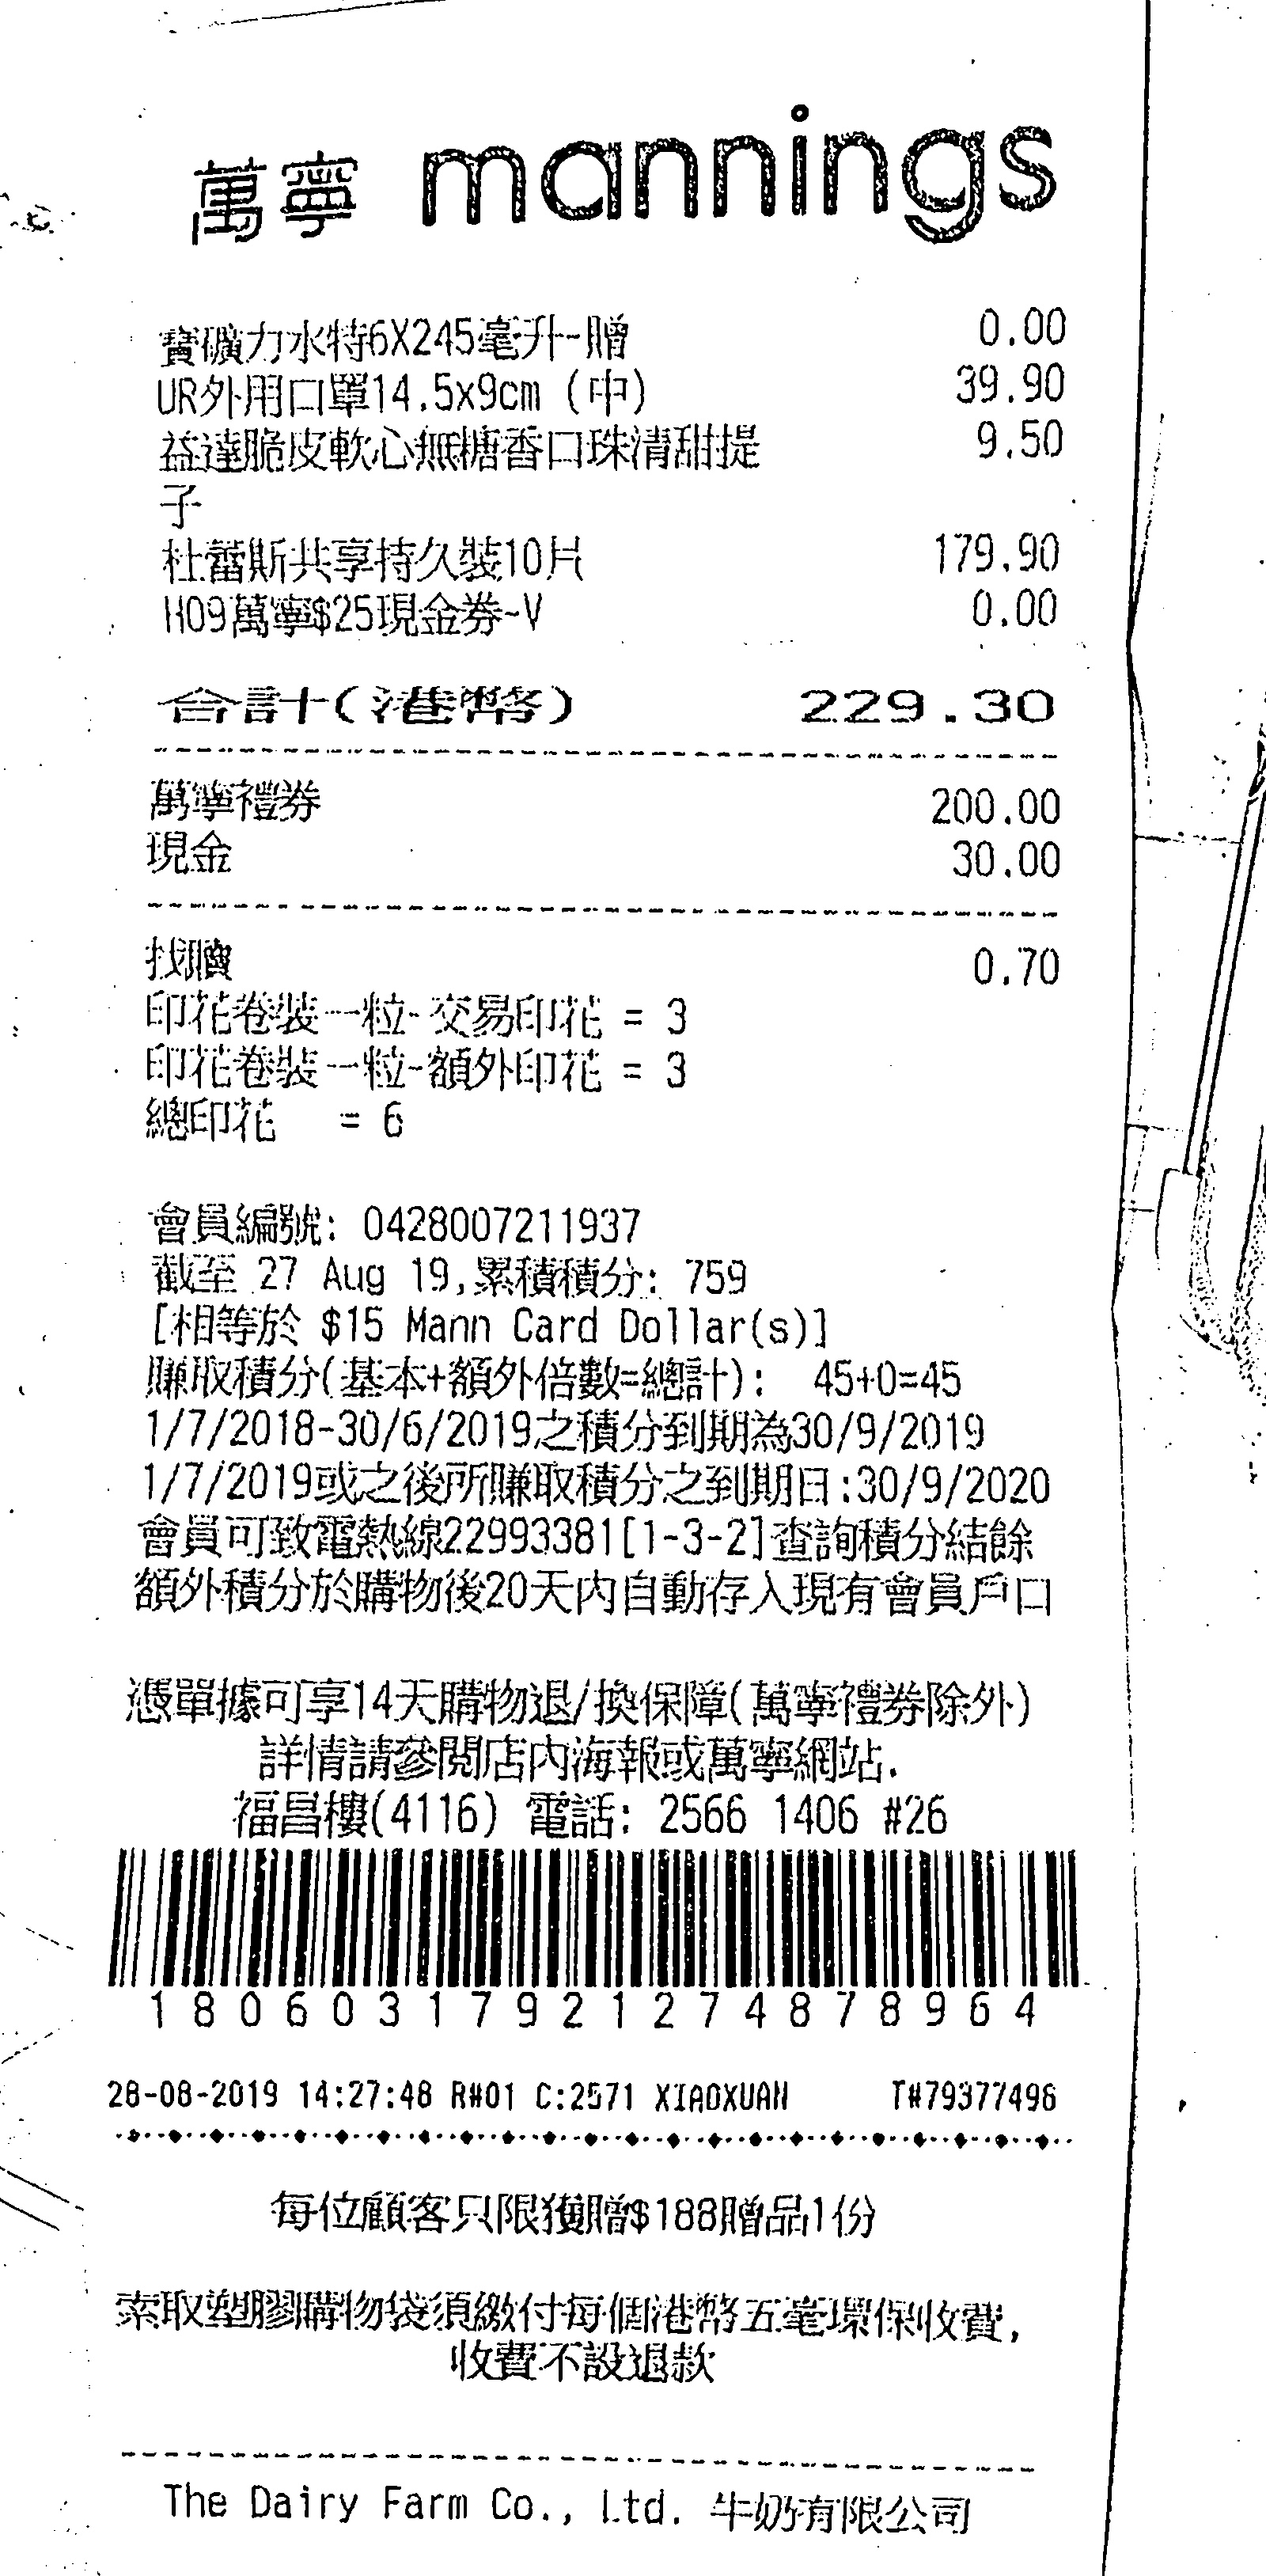 萬寧 mannings
寶礦力水特6X245毫升-贈 0.00
UR外用口罩14.5x9cm (中) 39.90
益達脆皮軟心無糖香口珠清甜提 9.50
子
杜蕾斯共享持久裝10片 179.90
H09萬寧$25現金券-V 0.00
合計(港幣) 229.30
萬寧禮券 200.00
現金 30.00
找贖 0.70
印花卷裝一粒-交易印花 = 3
印花卷裝一粒-額外印花 = 3
總印花 = 6
會員編號: 0428007211937
截至 27 Aug 19,累積積分: 759
[相等於 $15 Mann Card Dollar(s)]
賺取積分(基本+額外倍數=總計): 45+0=45
1/7/2018-30/6/2019之積分到期為30/9/2019
1/7/2019或之後所賺取積分之到期日:30/9/2020
會員可致電熱線22993381[1-3-2]查詢積分結餘
額外積分於購物後20天內自動存入現有會員戶口
憑單據可享14天購物退/換保障(萬寧禮券除外)
詳情請參閱店內海報或萬寧網站.
福昌樓(4116) 電話: 2566 1406 #26
18060317921274878964
28-08-2019 14:27:48 R#01 C:2571 XIAOXUAN T#79377496
每位顧客只限獲贈$188贈品1份
索取塑膠購物袋須繳付每個港幣五毫環保收費,
收費不設退款
The Dairy Farm Co., Ltd. 牛奶有限公司